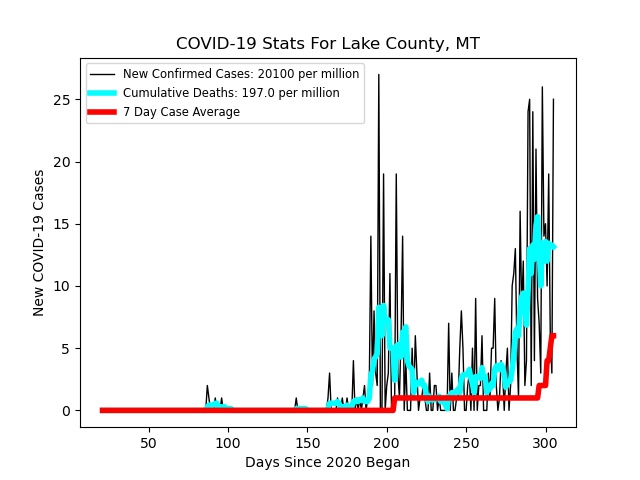 COVID-19 Stats For Lake County, MT
New Confirmed Cases: 20100 per million
Cumulative Deaths: 197.0 per million
7 Day Case Average
New COVID-19 Cases
25
20
15
10
5
0
50 100 150 200 250 300
Days Since 2020 Began